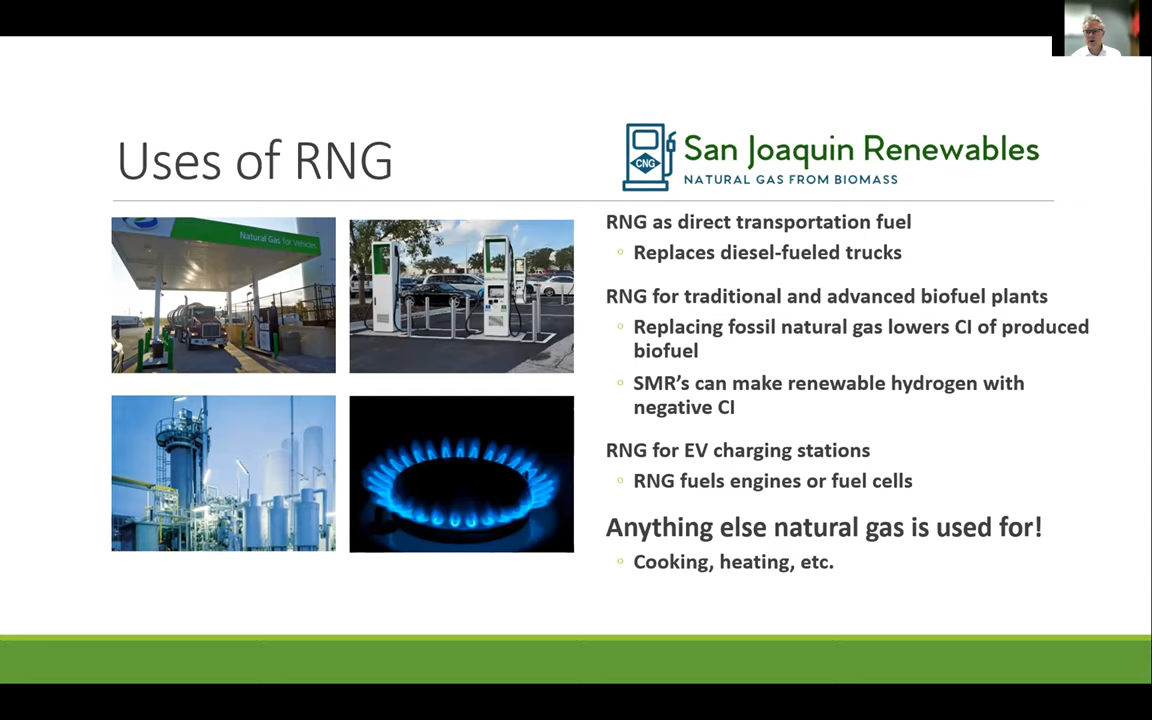 Uses of RNG
CNG
San Joaquin Renewables
NATURAL GAS FROM BIOMASS
Natural Gas for Vehicles
RNG as direct transportation fuel
Replaces diesel-fueled trucks
RNG for traditional and advanced biofuel plants
Replacing fossil natural gas lowers CI of produced
biofuel
SMR's can make renewable hydrogen with
negative CI
RNG for EV charging stations
RNG fuels engines or fuel cells
Anything else natural gas is used for!
Cooking, heating, etc.